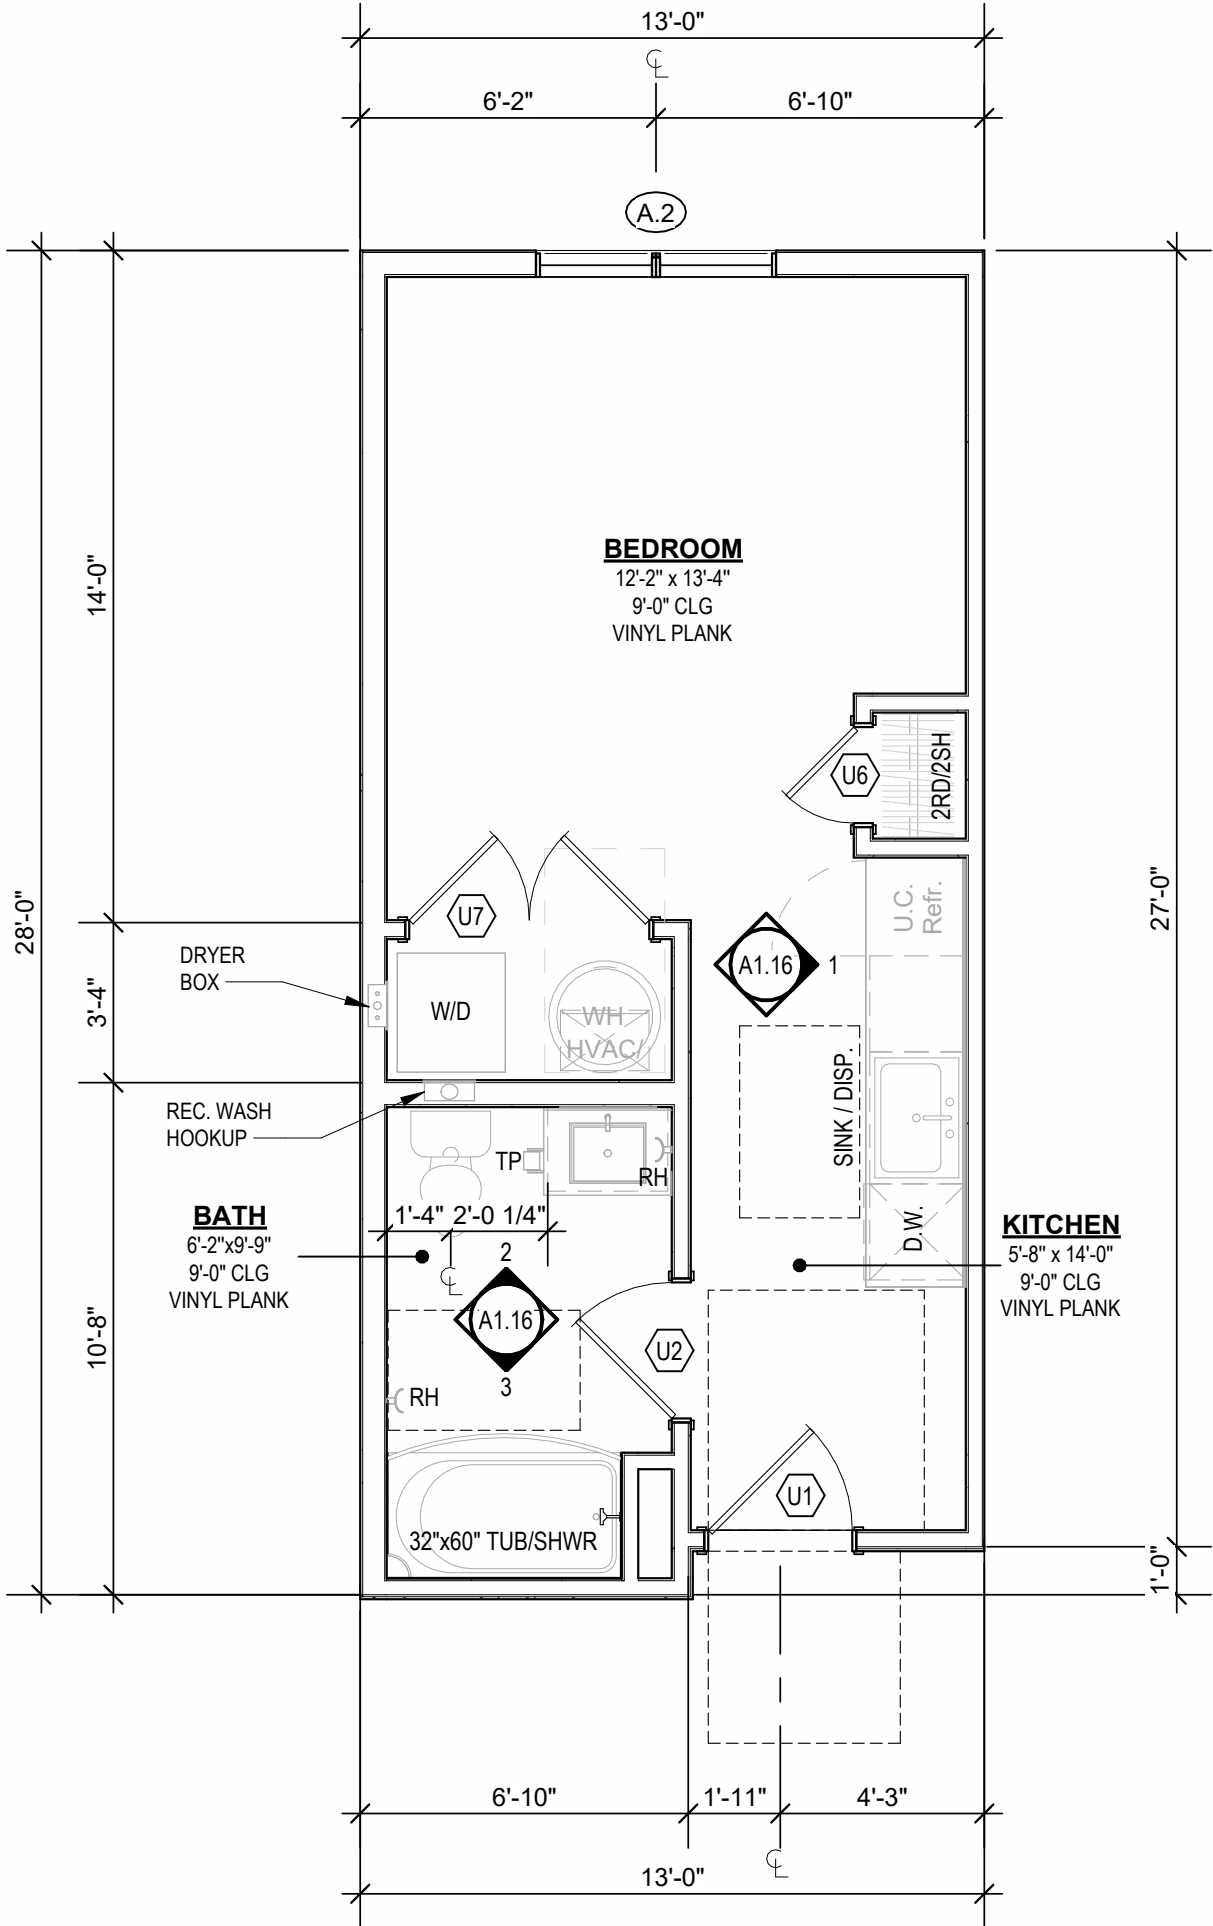 13'-0"
6'-2"
6'-10"
A.2
14'-0"
BEDROOM
12'-2" x 13'-4"
9'-0" CLG
VINYL PLANK
U6
2RD/2SH
28'-0"
27'-0"
U7
U.C.
Refr.
DRYER
BOX
A1.16
1
3'-4"
W/D
WH
HVAC/
SINK / DISP.
REC. WASH
HOOKUP
TP
RH
BATH
6'-2"x9'-9"
9'-0" CLG
VINYL PLANK
1'-4"
2'-0 1/4"
D.W.
KITCHEN
5'-8" x 14'-0"
9'-0" CLG
VINYL PLANK
2
A1.16
3
10'-8"
U2
RH
U1
32"x60" TUB/SHWR
1'-0"
6'-10"
1'-11"
4'-3"
13'-0"